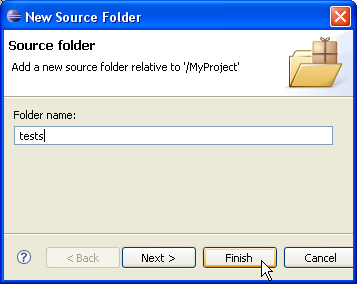 New Source Folder
Source folder
Add a new source folder relative to '/MyProject'
Folder name:
tests
?
< Back
Next >
Finish
Cancel